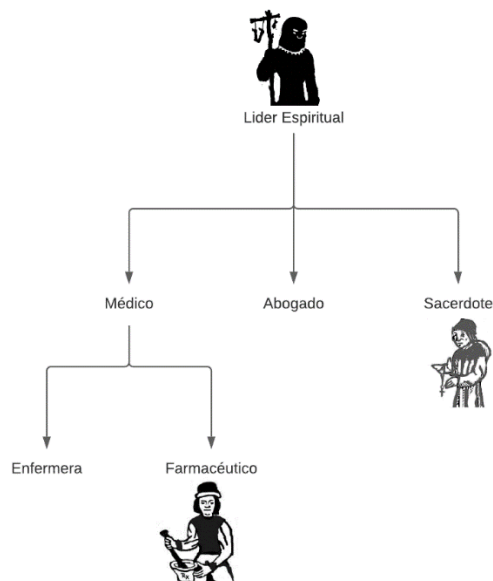 Lider Espiritual
Médico
Abogado
Sacerdote
Enfermera
Farmacéutico